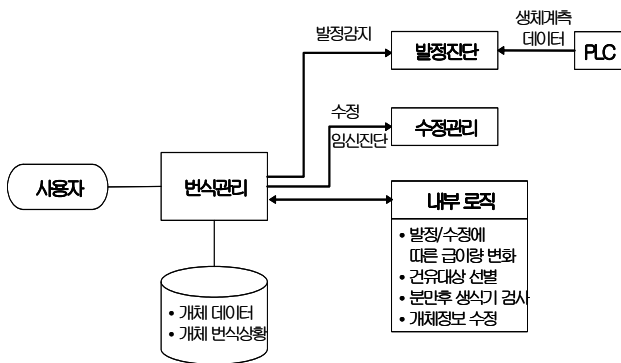 발정감지
생체계측
데이터
발정진단
PLC
수정
임신진단
수정관리
사용자
번식관리
내부 로직
• 발정/수정에
따른 급이량 변화
• 건유대상 선별
• 분만후 생식기 검사
• 개체정보 수정
• 개체 데이터
• 개체 번식상황